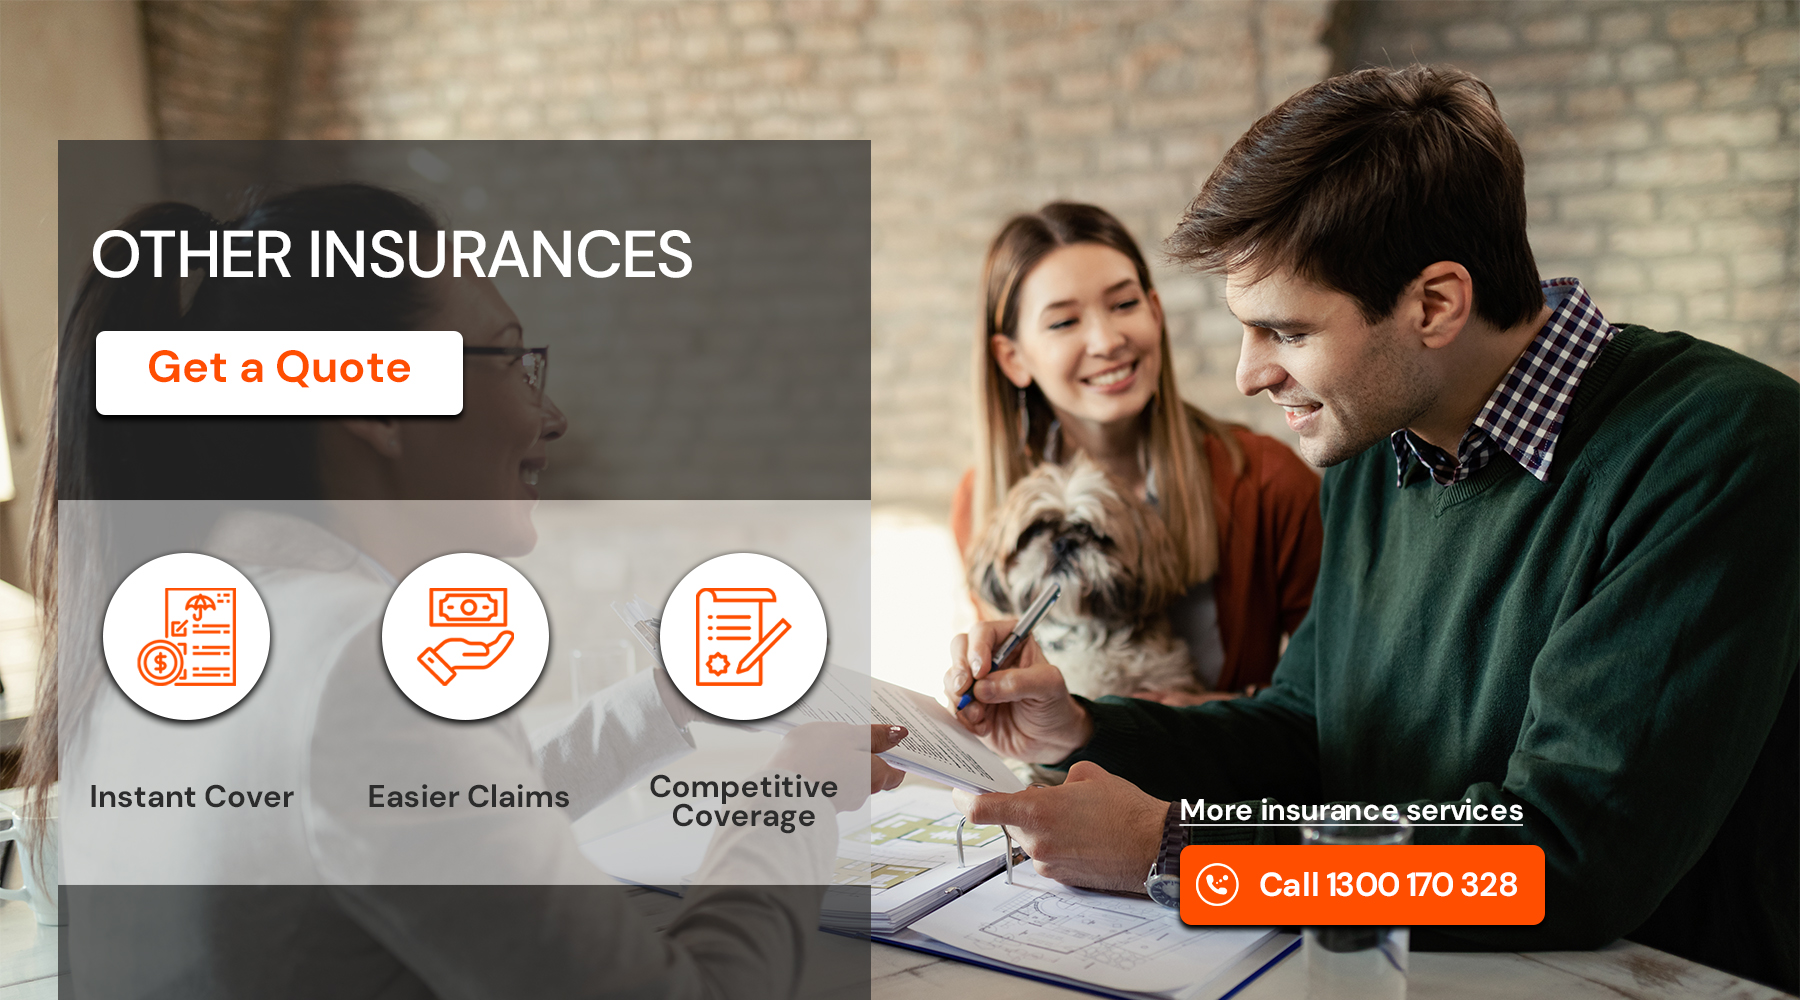 OTHER INSURANCES
Get a Quote
Instant Cover
Easier Claims
Competitive
Coverage
More insurance services
Call 1300 170 328